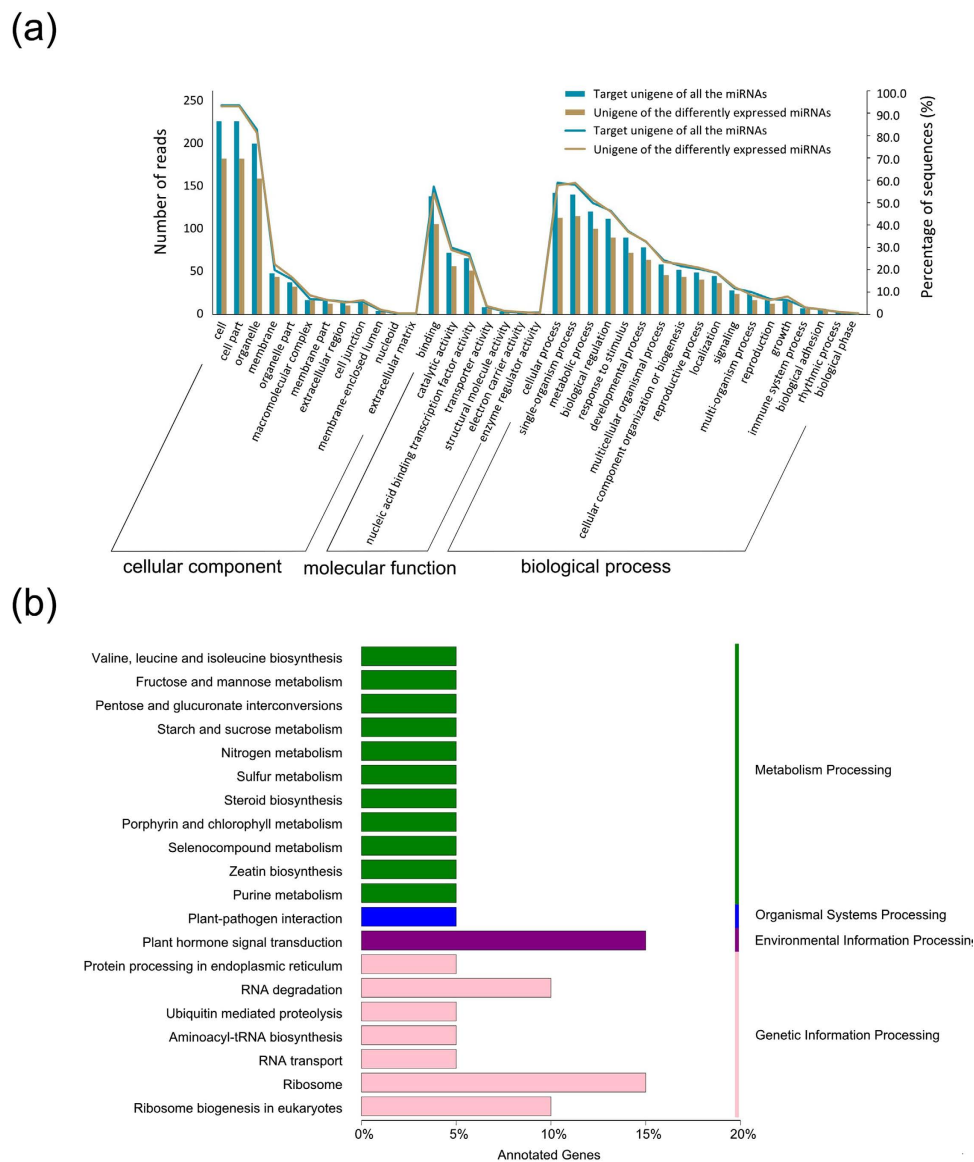 (a)
Number of reads
250
200
150
100
50
0
Target unigene of all the miRNAs
Unigene of the differently expressed miRNAs
Target unigene of all the miRNAs
Unigene of the differently expressed miRNAs
100.0
90.0
80.0
70.0
60.0
50.0
40.0
30.0
20.0
10.0
0
Percentage of sequences (%)
cell
cell part
organelle
membrane
organelle part
macromolecular complex
membrane part
extracellular region
cell junction
membrane-enclosed lumen
nucleoid
extracellular matrix
binding
catalytic activity
nucleic acid binding transcription factor activity
transporter activity
structural molecule activity
electron carrier activity
enzyme regulator activity
cellular process
single-organism process
metabolic process
biological regulation
response to stimulus
developmental process
multicellular organismal process
cellular component organization or biogenesis
reproductive process
localization
signaling
multi-organism process
reproduction
growth
immune system process
biological adhesion
rhythmic process
biological phase
cellular component
molecular function
biological process
(b)
Valine, leucine and isoleucine biosynthesis
Fructose and mannose metabolism
Pentose and glucuronate interconversions
Starch and sucrose metabolism
Nitrogen metabolism
Sulfur metabolism
Steroid biosynthesis
Porphyrin and chlorophyll metabolism
Selenocompound metabolism
Zeatin biosynthesis
Purine metabolism
Plant-pathogen interaction
Plant hormone signal transduction
Protein processing in endoplasmic reticulum
RNA degradation
Ubiquitin mediated proteolysis
Aminoacyl-tRNA biosynthesis
RNA transport
Ribosome
Ribosome biogenesis in eukaryotes
Metabolism Processing
Organismal Systems Processing
Environmental Information Processing
Genetic Information Processing
0%
5%
10%
15%
20%
Annotated Genes